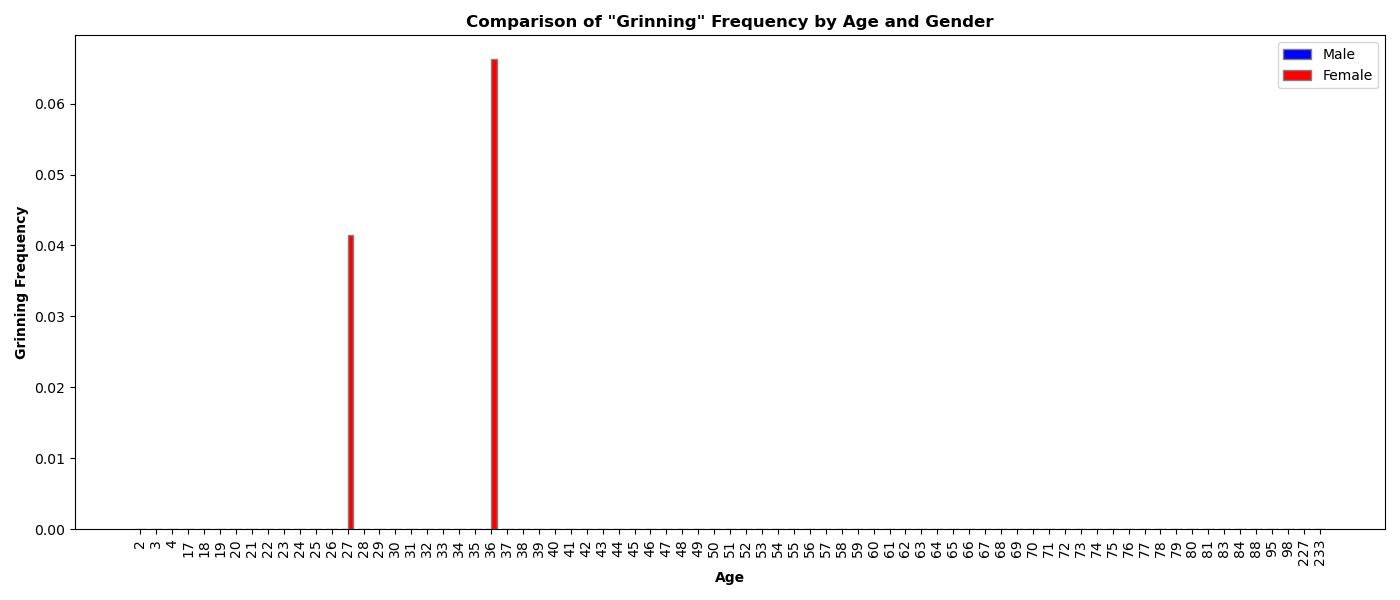 Comparison of "Grinning" Frequency by Age and Gender
Male
Female
Grinning Frequency
0.06
0.05
0.04
0.03
0.02
0.01
0.00
2 3 4 17 18 19 20 21 22 23 24 25 26 27 28 29 30 31 32 33 34 35 36 37 38 39 40 41 42 43 44 45 46 47 48 49 50 51 52 53 54 55 56 57 58 59 60 61 62 63 64 65 66 67 68 69 70 71 72 73 74 75 76 77 78 79 80 81 83 84 88 95 98 227 233
Age